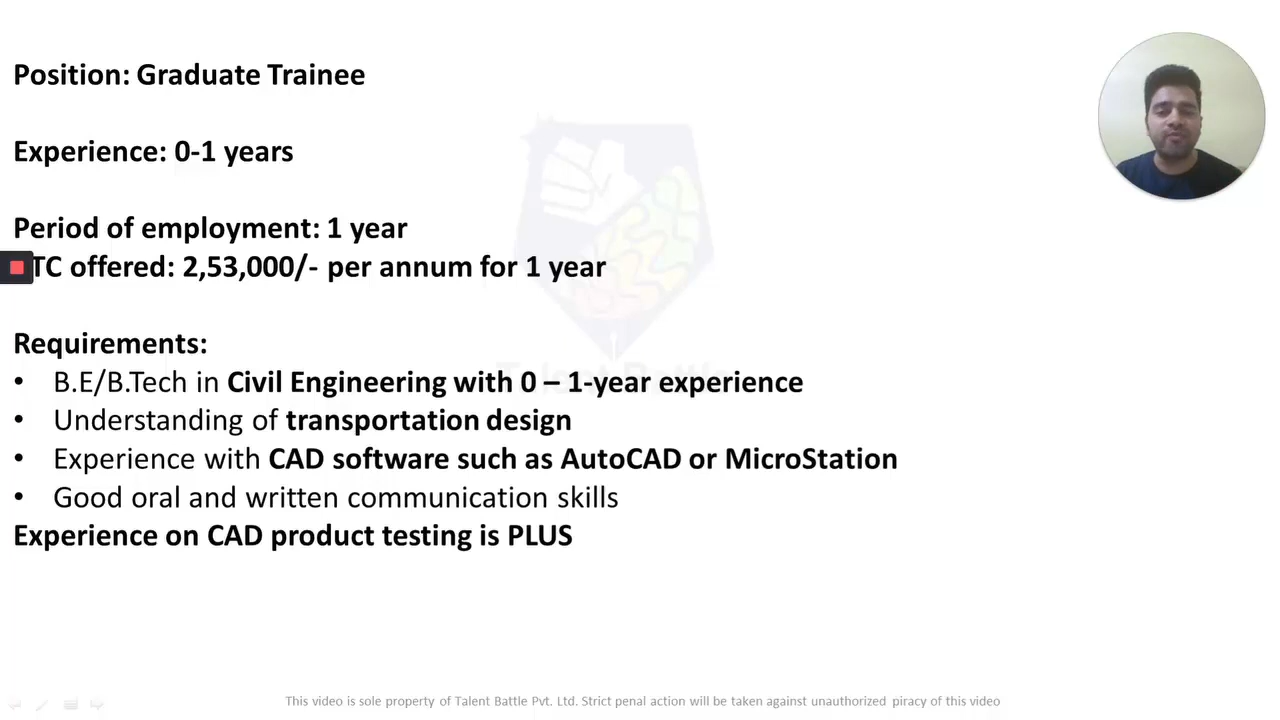 Position: Graduate Trainee
Experience: 0-1 years
Period of employment: 1 year
TC offered: 2,53,000/- per annum for 1 year
Requirements:
• B.E/B.Tech in Civil Engineering with 0 – 1-year experience
• Understanding of transportation design
• Experience with CAD software such as AutoCAD or MicroStation
• Good oral and written communication skills
Experience on CAD product testing is PLUS
Talent Battle
This video is sole property of Talent Battle Pvt. Ltd. Strict penal action will be taken against unauthorized piracy of this video